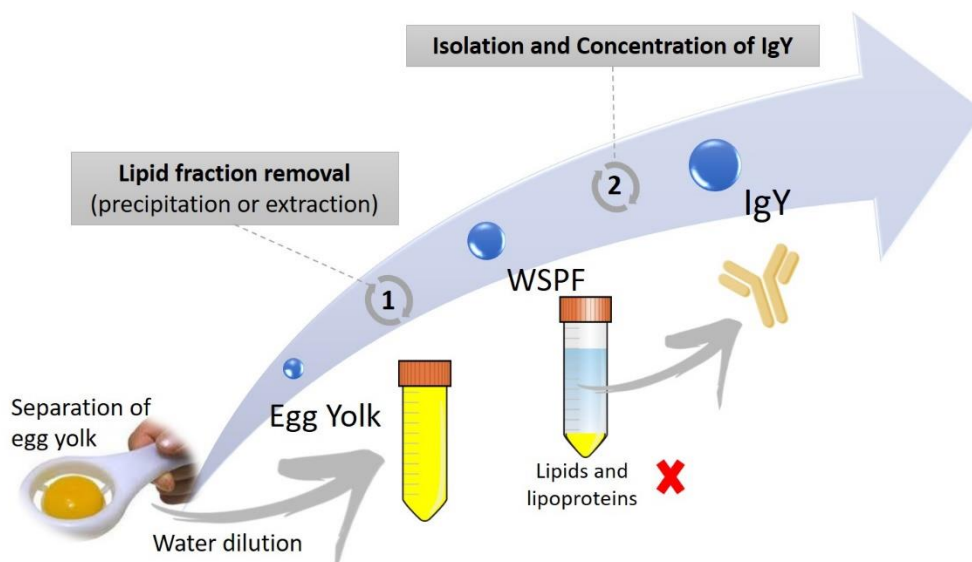 Isolation and Concentration of IgY
Lipid fraction removal
(precipitation or extraction)
2
IgY
1
WSPF
Egg Yolk
Separation of
egg yolk
Lipids and
lipoproteins
Water dilution